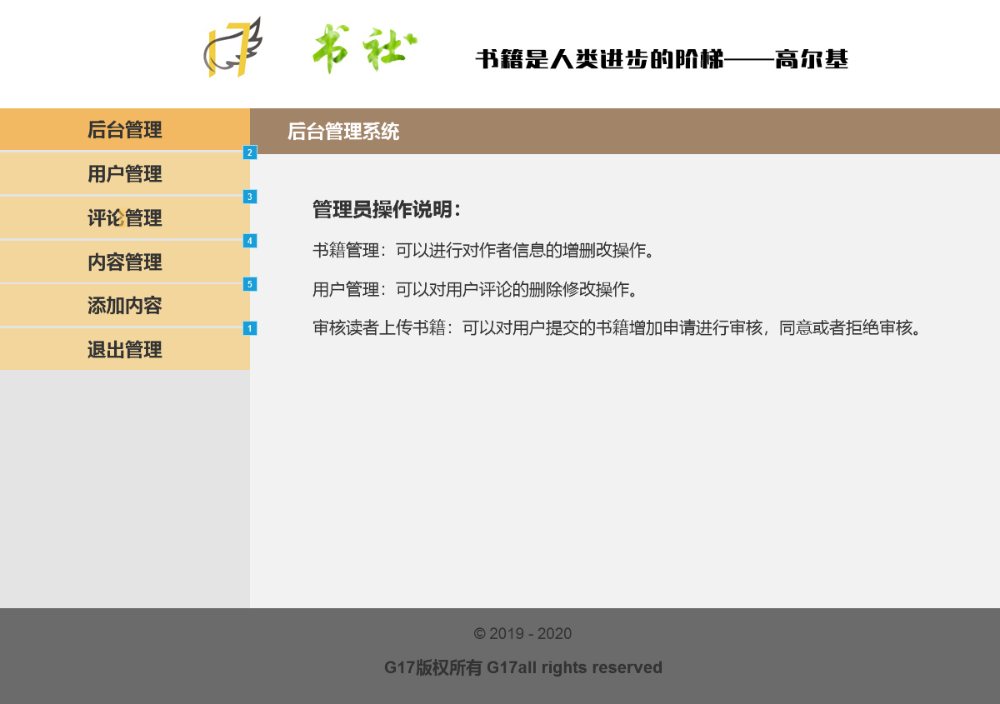 17
书社
书籍是人类进步的阶梯——高尔基
后台管理
后台管理系统
2
用户管理
3
评论管理
4
内容管理
5
添加内容
1
退出管理
管理员操作说明：
书籍管理：可以进行对作者信息的增删改操作。
用户管理：可以对用户评论的删除修改操作。
审核读者上传书籍：可以对用户提交的书籍增加申请进行审核，同意或者拒绝审核。
© 2019 - 2020
G17版权所有 G17all rights reserved